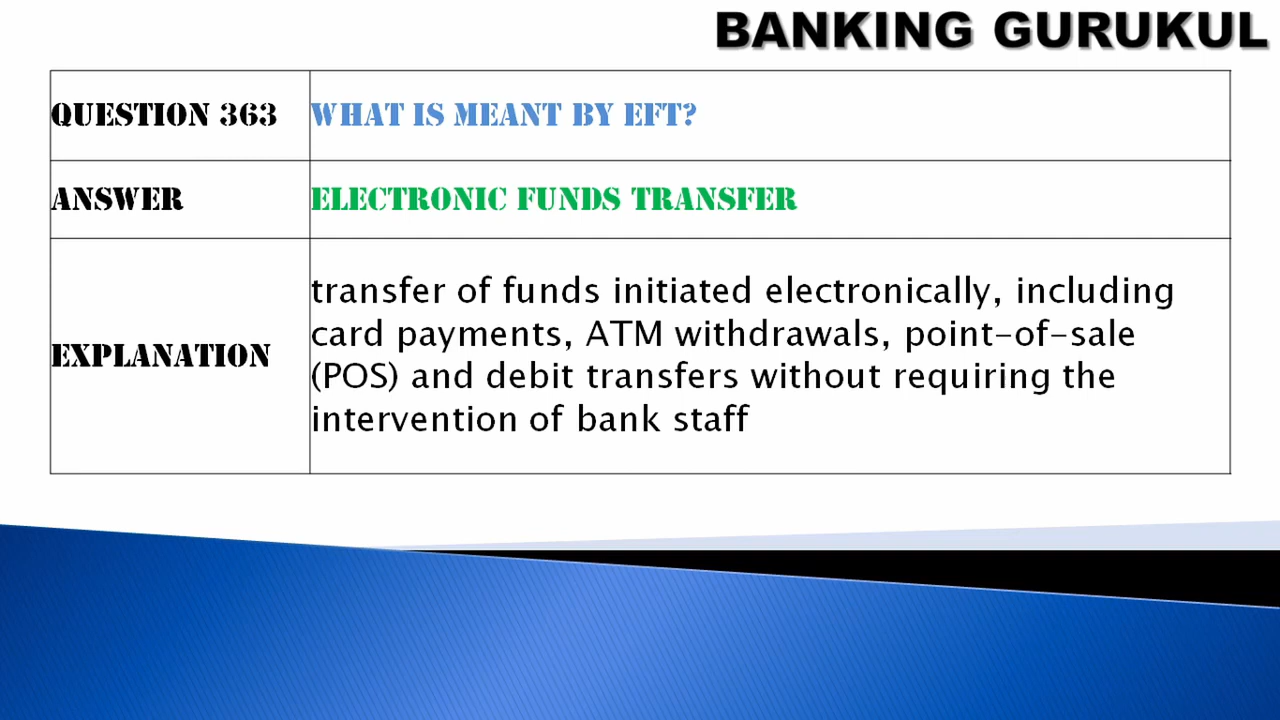 BANKING GURUKUL
QUESTION 363
WHAT IS MEANT BY EFT?
ANSWER
ELECTRONIC FUNDS TRANSFER
EXPLANATION
transfer of funds initiated electronically, including
card payments, ATM withdrawals, point-of-sale
(POS) and debit transfers without requiring the
intervention of bank staff